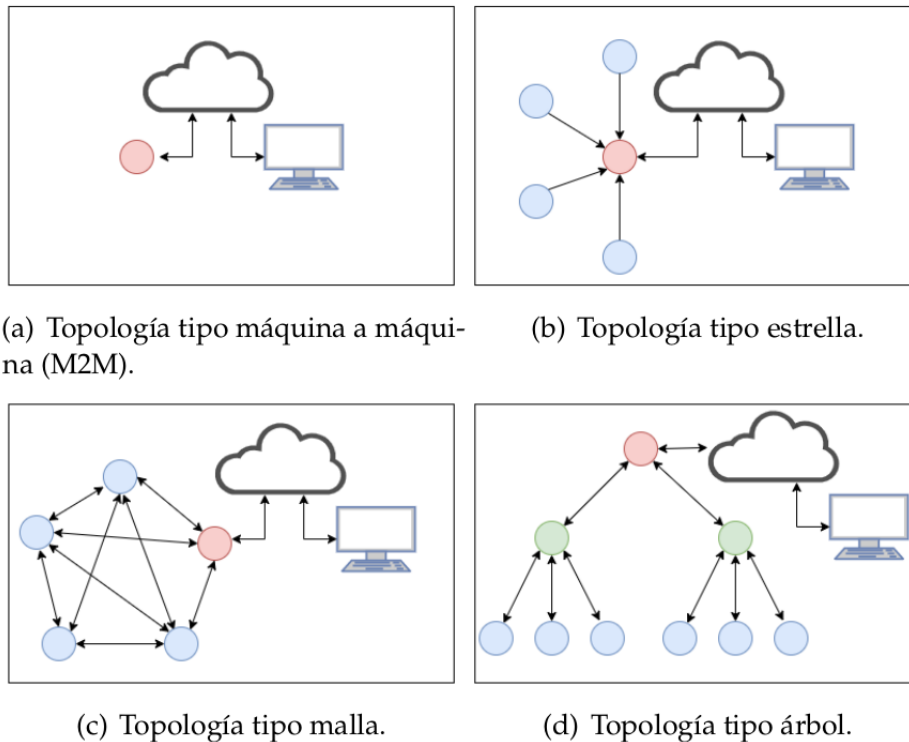 (a) Topología tipo máquina a máqui-
na (M2M).
(b) Topología tipo estrella.
(c) Topología tipo malla.
(d) Topología tipo árbol.